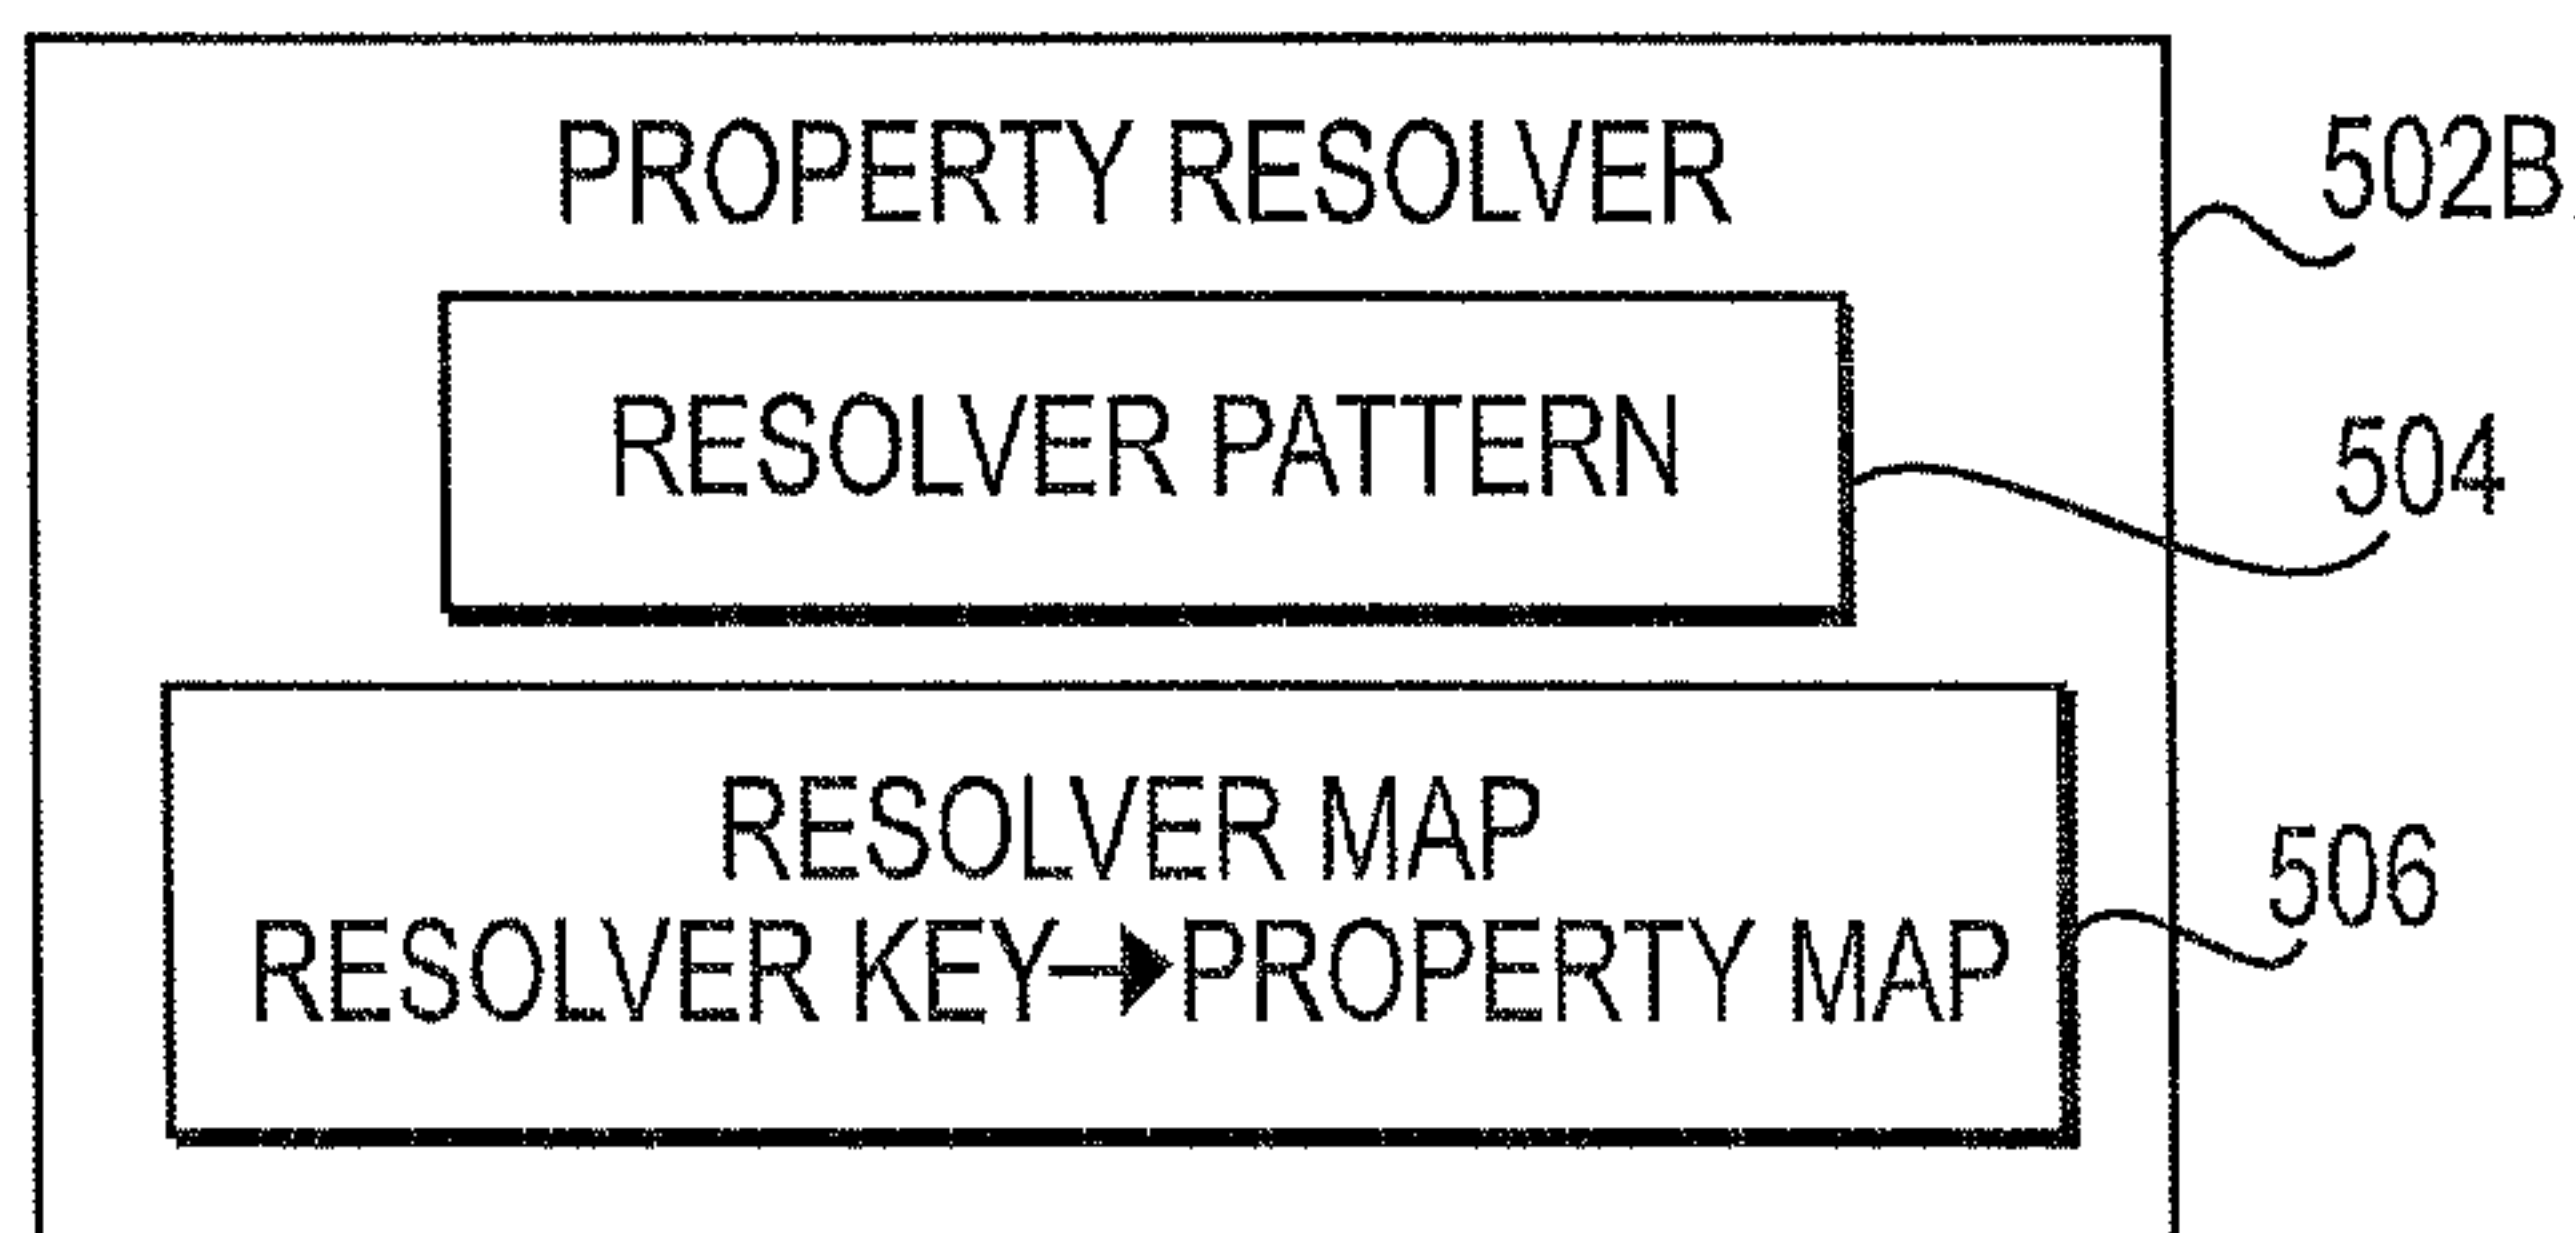 PROPERTY RESOLVER
502B
RESOLVER PATTERN
504
RESOLVER MAP
506
RESOLVER KEY→PROPERTY MAP